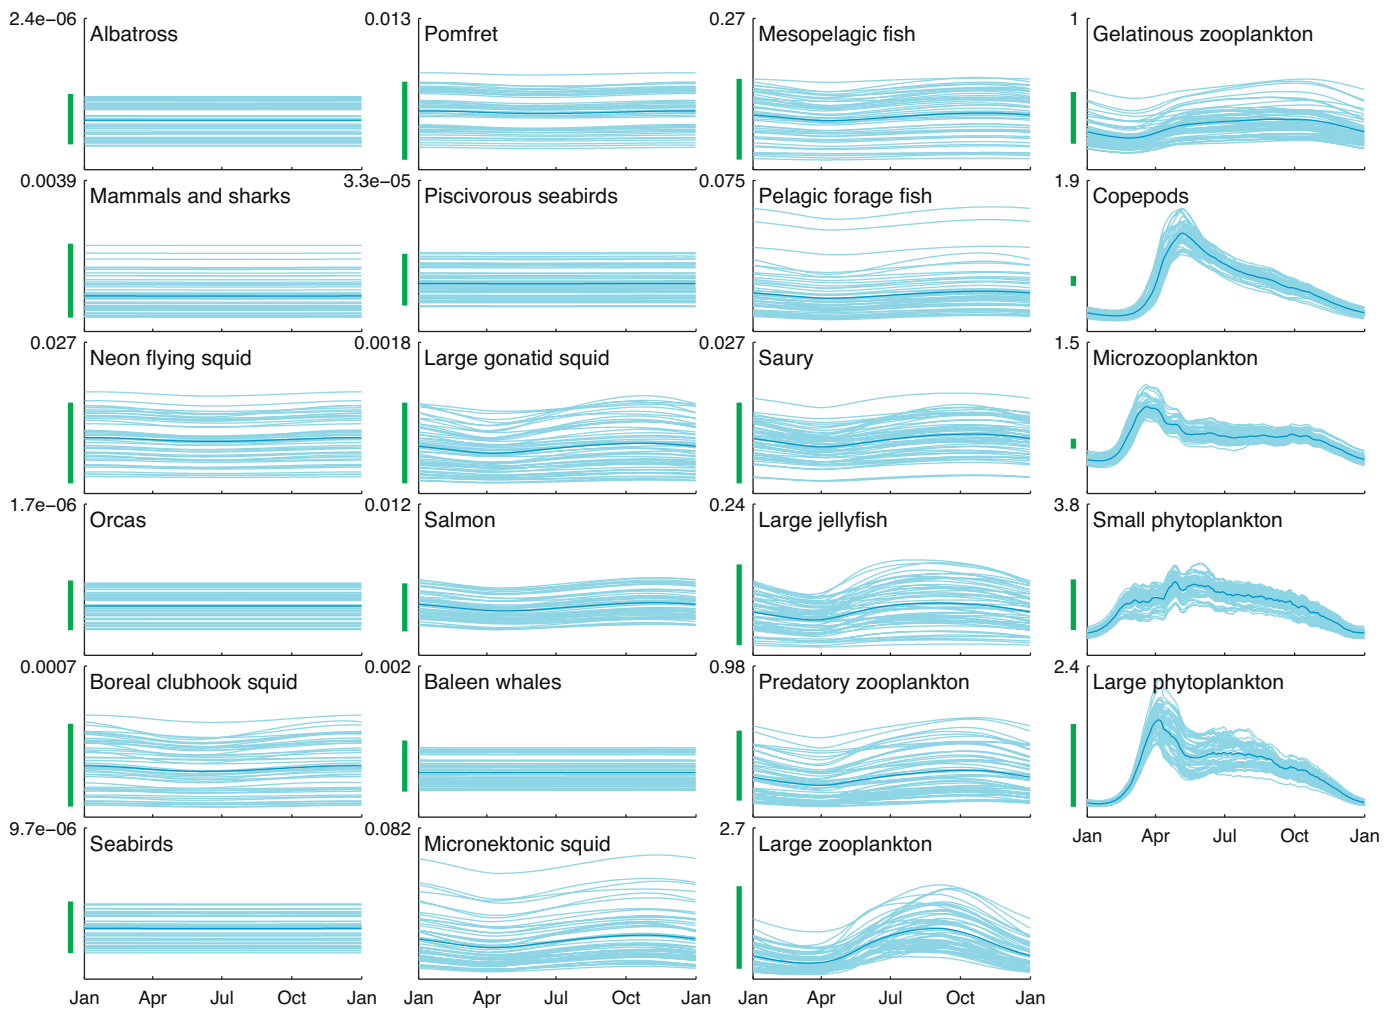 2.4e−06
Albatross
0.013
Pomfret
0.27
Mesopelagic fish
1
Gelatinous zooplankton
0.0039
Mammals and sharks
3.3e−05
Piscivorous seabirds
0.075
Pelagic forage fish
1.9
Copepods
0.027
Neon flying squid
0.0018
Large gonatid squid
0.027
Saury
1.5
Microzooplankton
1.7e−06
Orcas
0.012
Salmon
0.24
Large jellyfish
3.8
Small phytoplankton
0.0007
Boreal clubhook squid
0.002
Baleen whales
0.98
Predatory zooplankton
2.4
Large phytoplankton
Jan Apr Jul Oct Jan
9.7e−06
Seabirds
0.082
Micronektonic squid
2.7
Large zooplankton
Jan Apr Jul Oct Jan
Jan Apr Jul Oct Jan
Jan Apr Jul Oct Jan